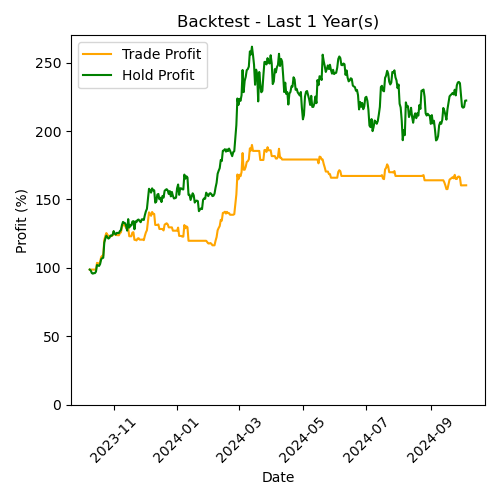 Backtest - Last 1 Year(s)
Trade Profit
Hold Profit
Profit (%)
250
200
150
100
50
0
2023-11
2024-01
2024-03
2024-05
2024-07
2024-09
Date